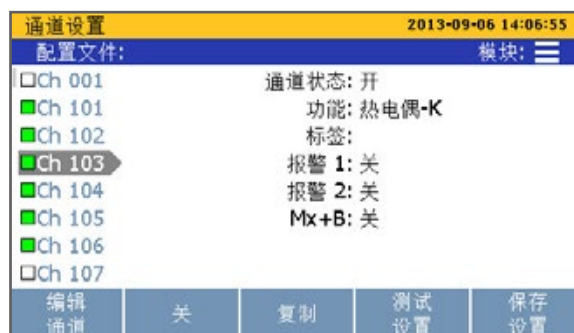 通道设置 2013-09-06 14:06:55
配置文件: 模块:
Ch 001
Ch 101
Ch 102
Ch 103
Ch 104
Ch 105
Ch 106
Ch 107
通道状态: 开
功能: 热电偶-K
标签:
报警 1: 关
报警 2: 关
Mx+B: 关
编辑
通道
关
复制
测试
设置
保存
设置